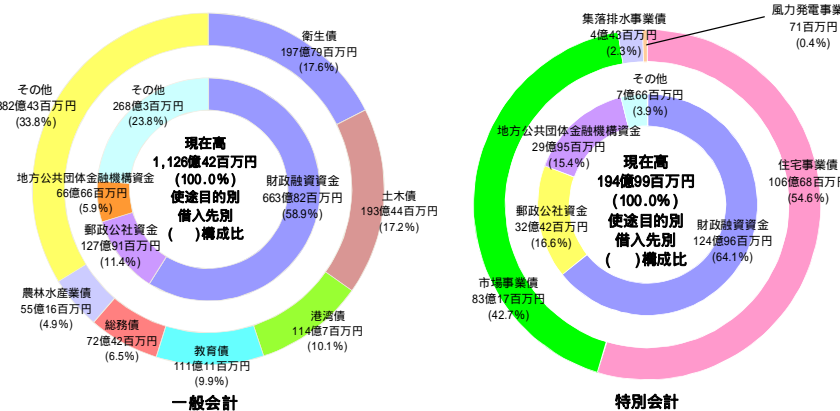 衛生債
197億79百万円
(17.6%)
土木債
193億44百万円
(17.2%)
港湾債
114億7百万円
(10.1%)
教育債
111億11百万円
(9.9%)
総務債
72億42百万円
(6.5%)
農林水産業債
55億16百万円
(4.9%)
その他
382億43百万円
(33.8%)
その他
268億3百万円
(23.8%)
地方公共団体金融機構資金
66億66百万円
(5.9%)
郵政公社資金
127億91百万円
(11.4%)
財政融資資金
663億82百万円
(58.9%)
現在高
1,126億42百万円
(100.0%)
使途目的別
借入先別
(　　)構成比
一般会計
集落排水事業債
4億43百万円
(2.3%)
風力発電事業
71百万円
(0.4%)
住宅事業債
106億68百万円
(54.6%)
市場事業債
83億17百万円
(42.7%)
その他
7億66百万円
(3.9%)
地方公共団体金融機構資金
29億95百万円
(15.4%)
郵政公社資金
32億42百万円
(16.6%)
財政融資資金
124億96百万円
(64.1%)
現在高
194億99百万円
(100.0%)
使途目的別
借入先別
(　　)構成比
特別会計